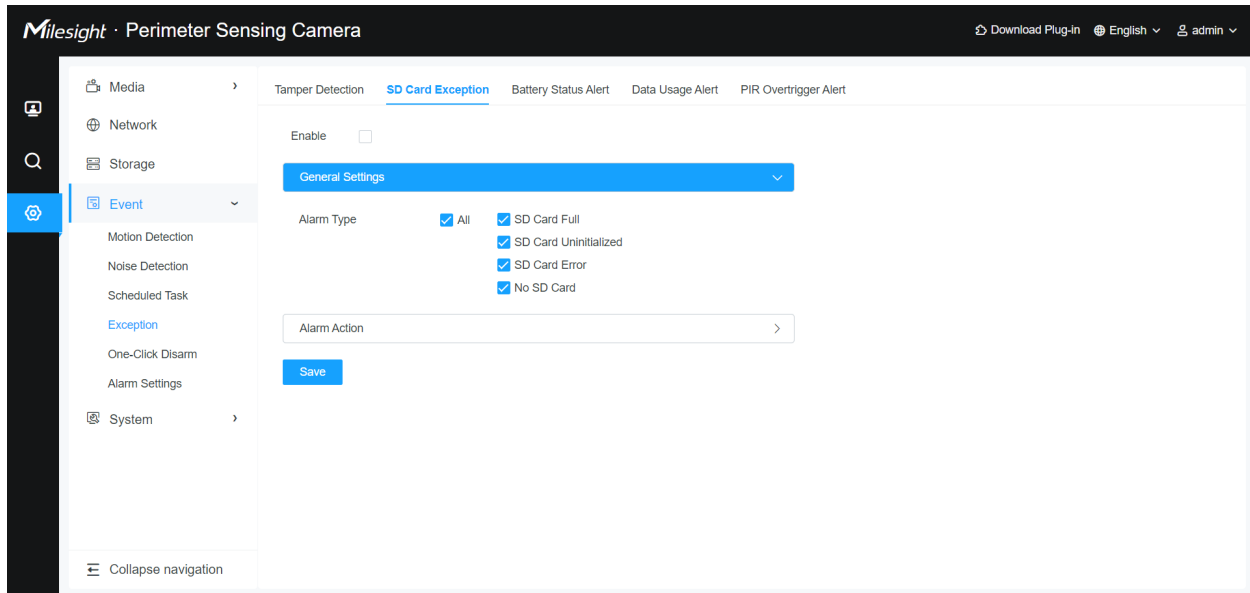 Milesight · Perimeter Sensing Camera
Download Plug-in English admin
Media
Network
Storage
Event
Motion Detection
Noise Detection
Scheduled Task
Exception
One-Click Disarm
Alarm Settings
System
Collapse navigation
Tamper Detection SD Card Exception Battery Status Alert Data Usage Alert PIR Overtrigger Alert
Enable
General Settings
Alarm Type All SD Card Full
SD Card Uninitialized
SD Card Error
No SD Card
Alarm Action
Save